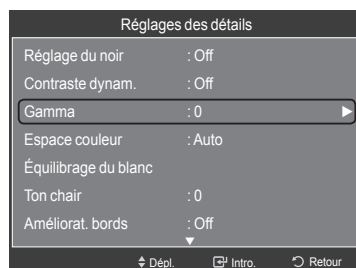 Réglages des détails
Réglage du noir : Off
Contraste dynam. : Off
Gamma : 0
Espace couleur : Auto
Équilibrage du blanc
Ton chair : 0
Améliorat. bords : Off
Dépl. Intro. Retour